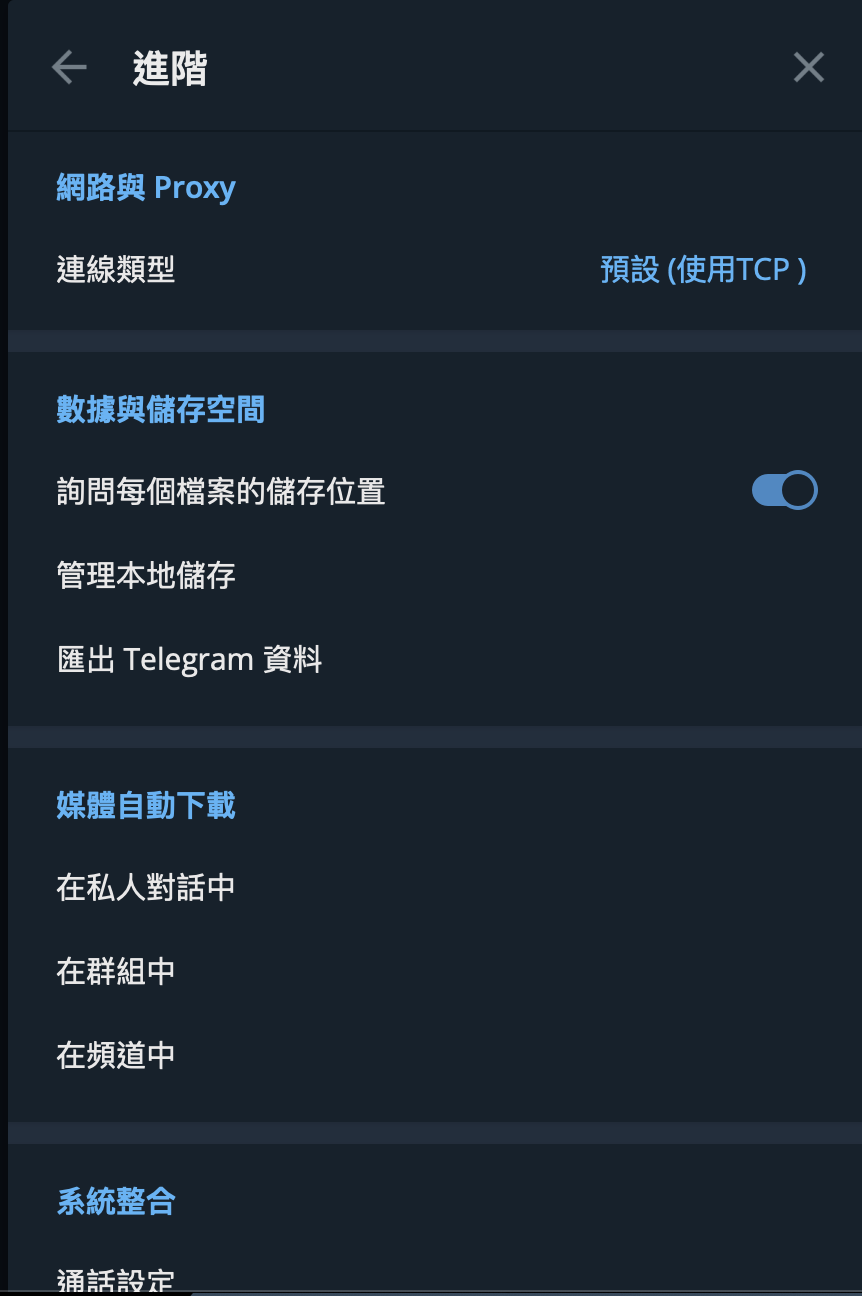 進階
網路與 Proxy
連線類型
預設 (使用TCP )
數據與儲存空間
詢問每個檔案的儲存位置
管理本地儲存
匯出 Telegram 資料
媒體自動下載
在私人對話中
在群組中
在頻道中
系統整合
通話設定